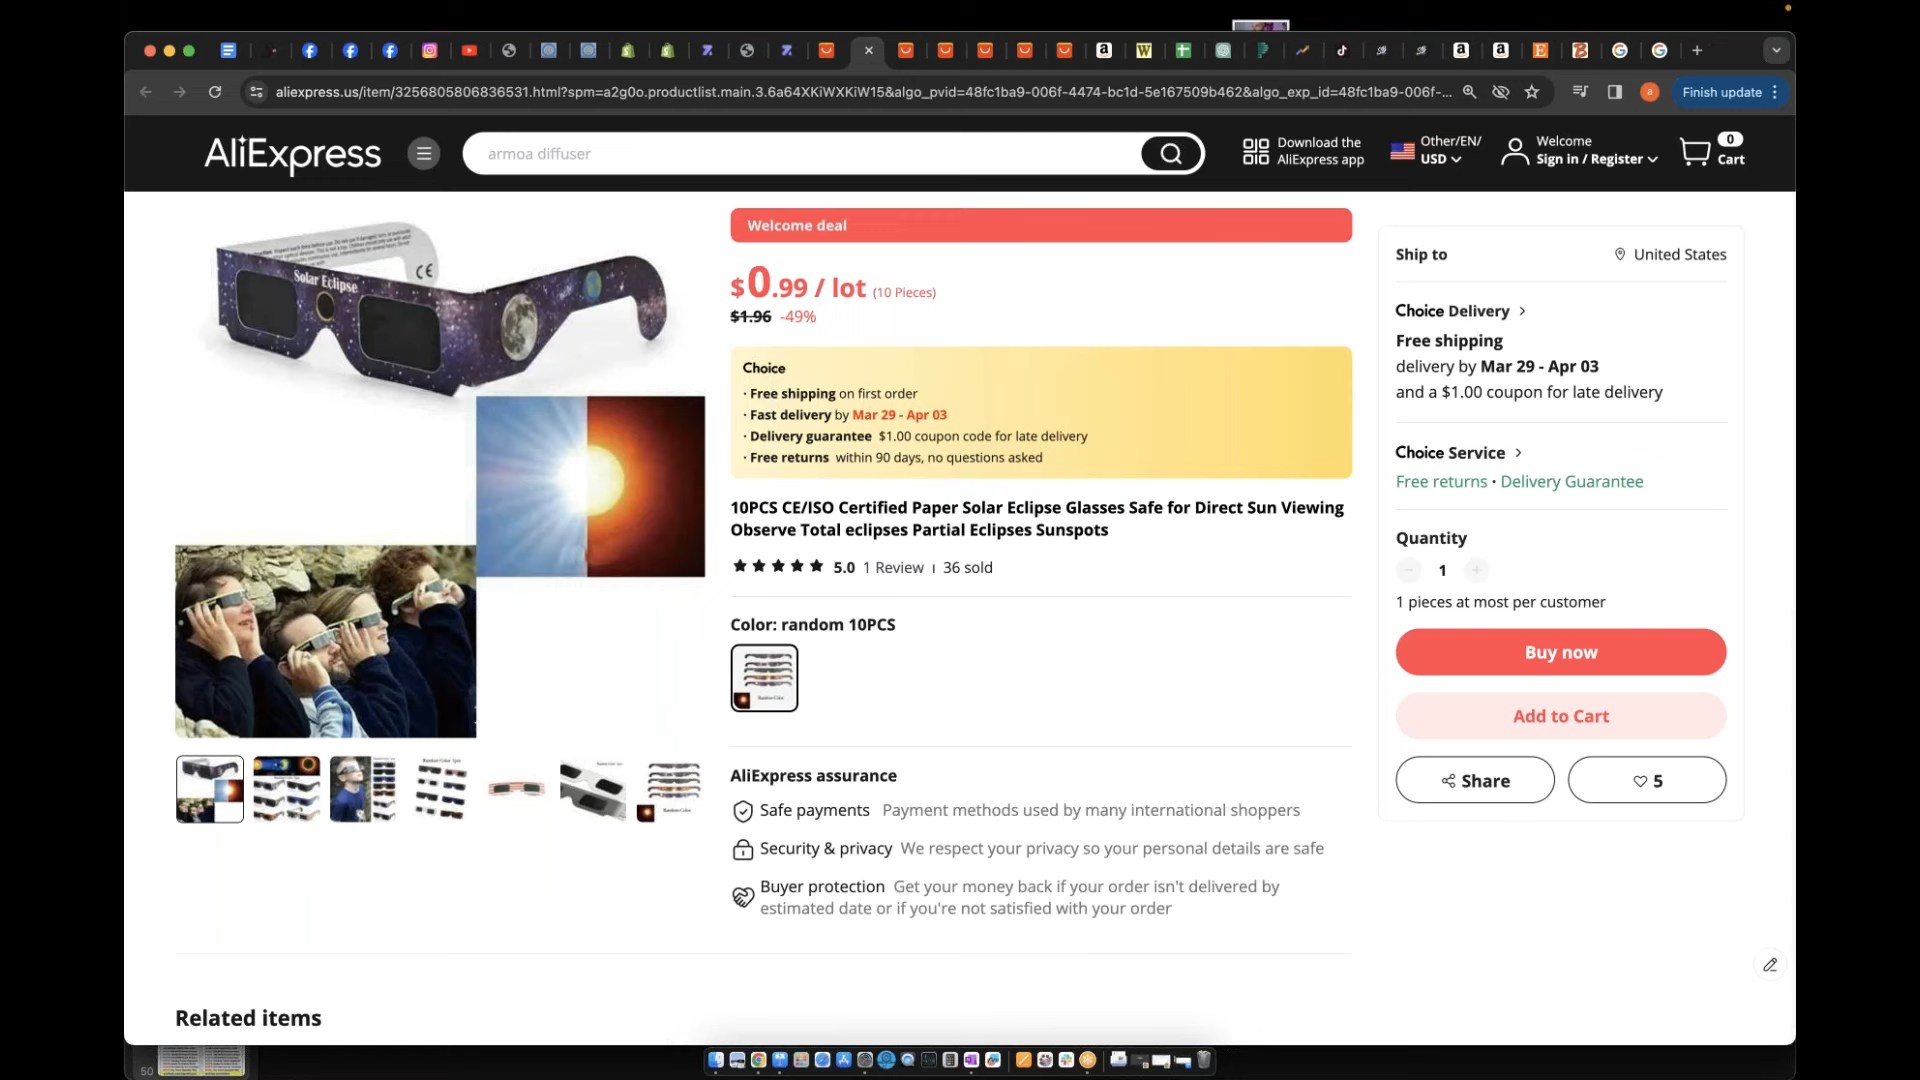 aliexpress.us/item/3256805806836531.html?spm=a2g0o.productlist.main.3.6a64XKiWXKiW15&algo_pvid=48fc1ba9-006f-4474-bc1d-5e167509b462&algo_exp_id=48fc1ba9-006f-...
Finish update
AliExpress
armoa diffuser
Download the
AliExpress app
Other/EN/
USD
Welcome
Sign in / Register
0
Cart
Solar Eclipse
CE
Welcome deal
$0.99 / lot (10 Pieces)
$1.96 -49%
Choice
· Free shipping on first order
· Fast delivery by Mar 29 - Apr 03
· Delivery guarantee $1.00 coupon code for late delivery
· Free returns within 90 days, no questions asked
10PCS CE/ISO Certified Paper Solar Eclipse Glasses Safe for Direct Sun Viewing
Observe Total eclipses Partial Eclipses Sunspots
5.0 1 Review 36 sold
Color: random 10PCS
AliExpress assurance
Safe payments Payment methods used by many international shoppers
Security & privacy We respect your privacy so your personal details are safe
Buyer protection Get your money back if your order isn't delivered by
estimated date or if you're not satisfied with your order
Ship to
United States
Choice Delivery
Free shipping
delivery by Mar 29 - Apr 03
and a $1.00 coupon for late delivery
Choice Service
Free returns · Delivery Guarantee
Quantity
1
1 pieces at most per customer
Buy now
Add to Cart
Share
5
Related items
50